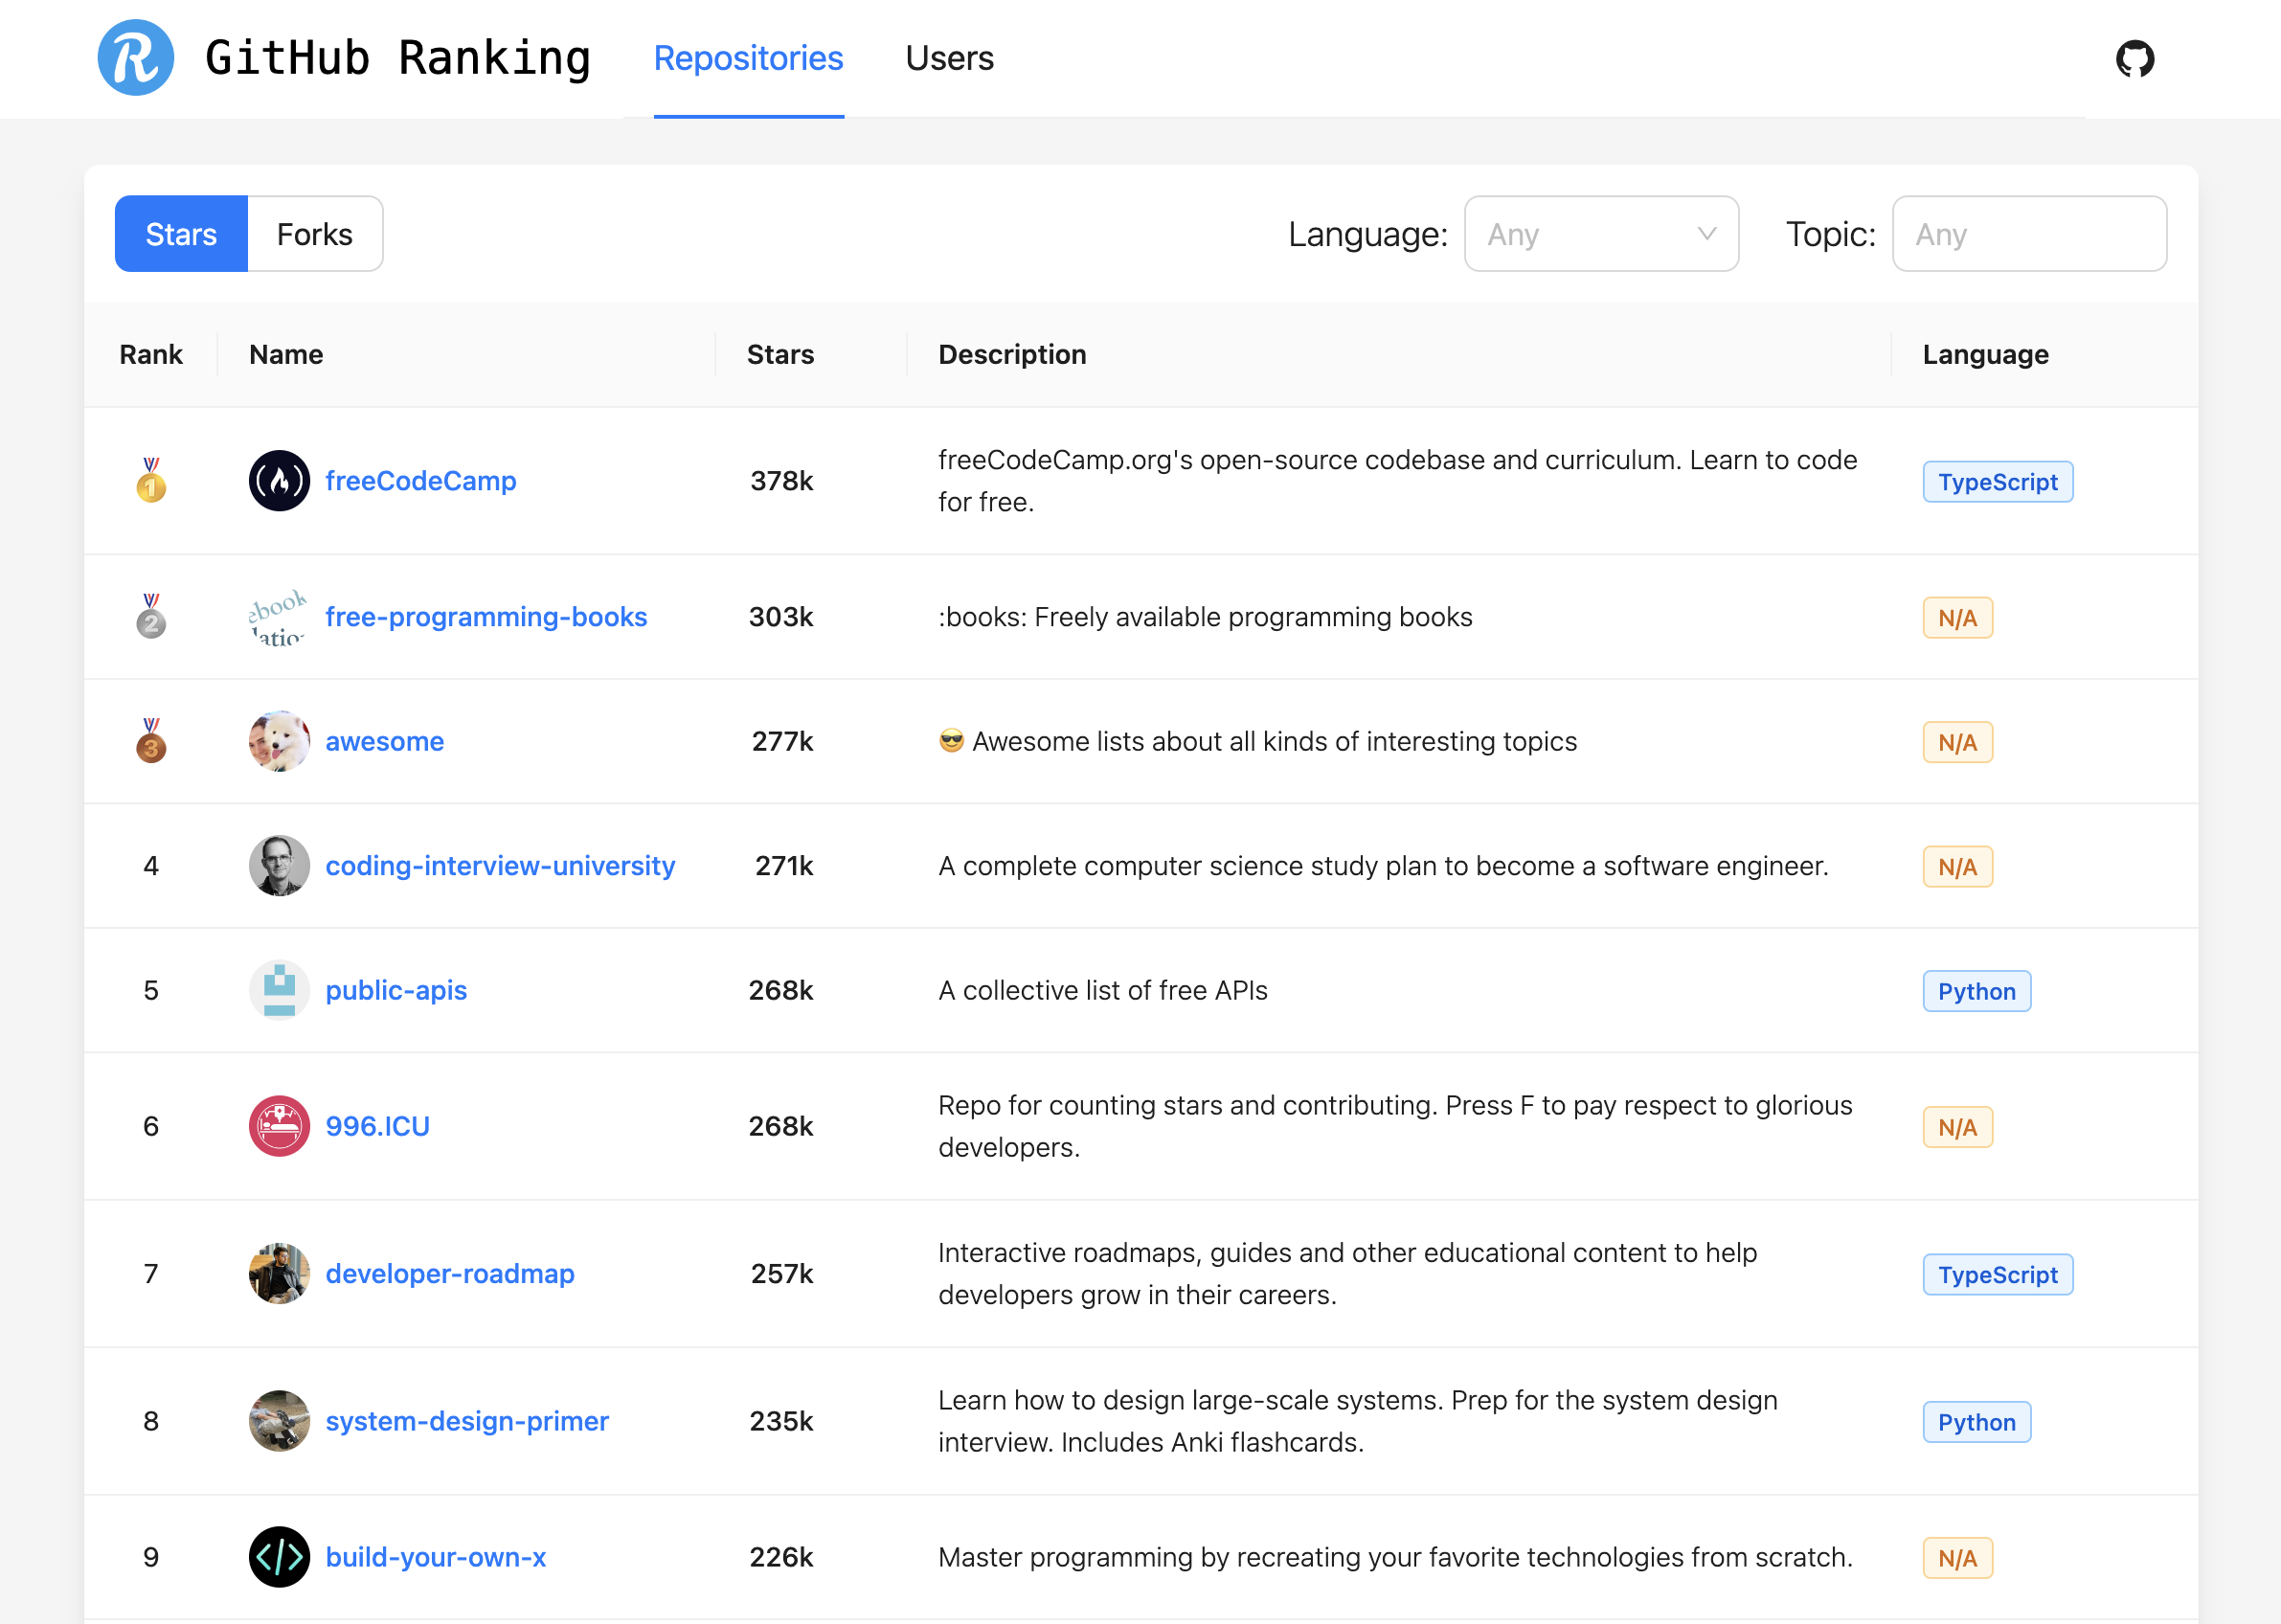 GitHub Ranking Repositories Users
Stars Forks Language: Any Topic: Any
Rank Name Stars Description Language
1 freeCodeCamp 378k freeCodeCamp.org's open-source codebase and curriculum. Learn to code
for free. TypeScript
2 ebook
latio
free-programming-books 303k :books: Freely available programming books N/A
3 awesome 277k 😎 Awesome lists about all kinds of interesting topics N/A
4 coding-interview-university 271k A complete computer science study plan to become a software engineer. N/A
5 public-apis 268k A collective list of free APIs Python
6 996.ICU 268k Repo for counting stars and contributing. Press F to pay respect to glorious
developers. N/A
7 developer-roadmap 257k Interactive roadmaps, guides and other educational content to help
developers grow in their careers. TypeScript
8 system-design-primer 235k Learn how to design large-scale systems. Prep for the system design
interview. Includes Anki flashcards. Python
9 build-your-own-x 226k Master programming by recreating your favorite technologies from scratch. N/A